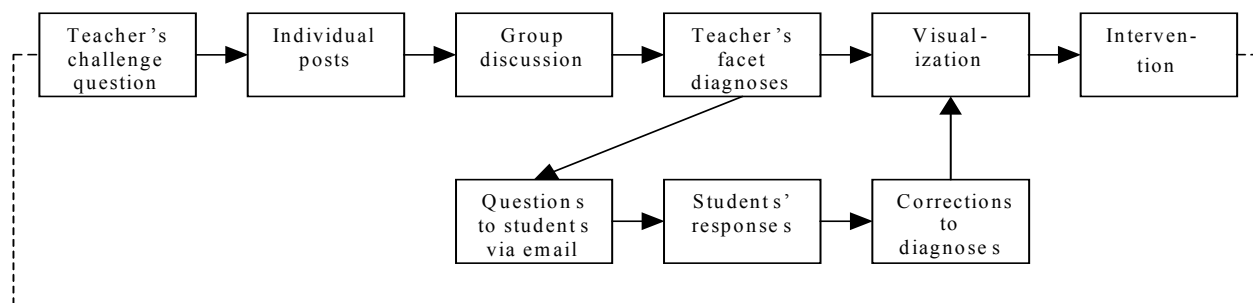 Teacher's
challenge
question
Individual
posts
Group
discussion
Teacher's
facet
diagnoses
Visual-
ization
Interven-
tion
Questions
to students
via email
Students'
responses
Corrections
to
diagnoses